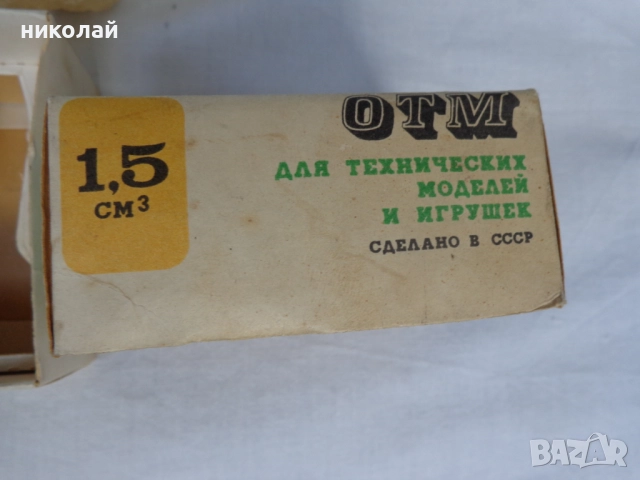 николай
ОТМ
1,5
см³
ДЛЯ ТЕХНИЧЕСКИХ
МОДЕЛЕЙ
И ИГРУШЕК
СДЕЛАНО В СССР
BAZAR